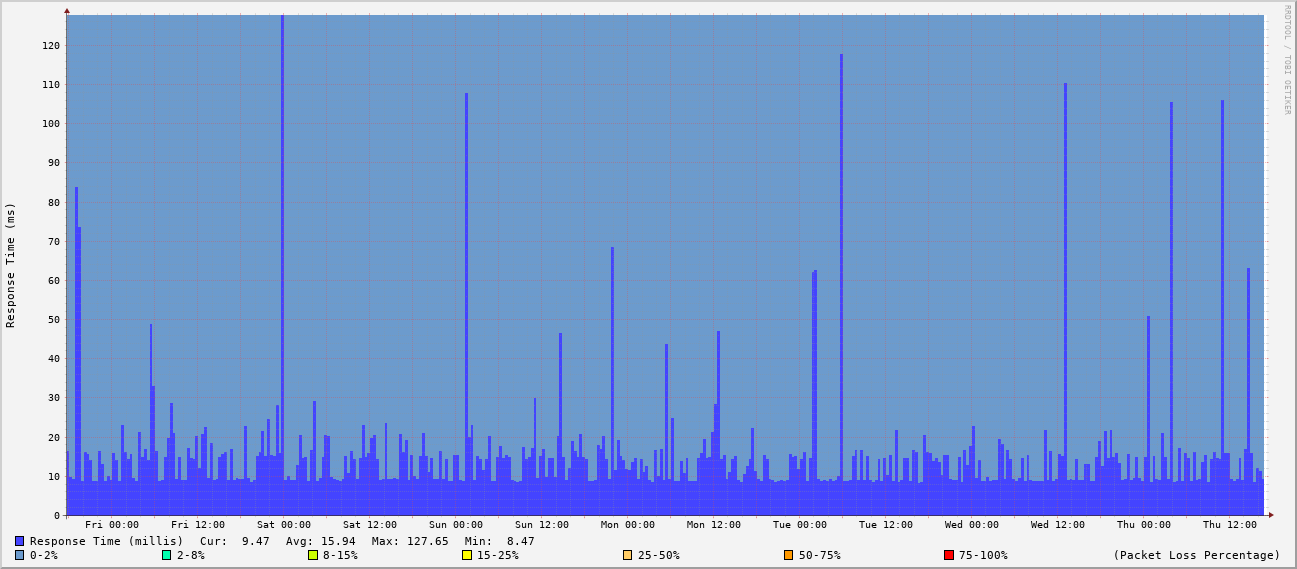 RRDTOOL / TOBI OETIKER
Response Time (ms)
120
110
100
90
80
70
60
50
40
30
20
10
0
Fri 00:00 Fri 12:00 Sat 00:00 Sat 12:00 Sun 00:00 Sun 12:00 Mon 00:00 Mon 12:00 Tue 00:00 Tue 12:00 Wed 00:00 Wed 12:00 Thu 00:00 Thu 12:00
Response Time (millis) Cur: 9.47 Avg: 15.94 Max: 127.65 Min: 8.47
0-2% 2-8% 8-15% 15-25% 25-50% 50-75% 75-100% (Packet Loss Percentage)